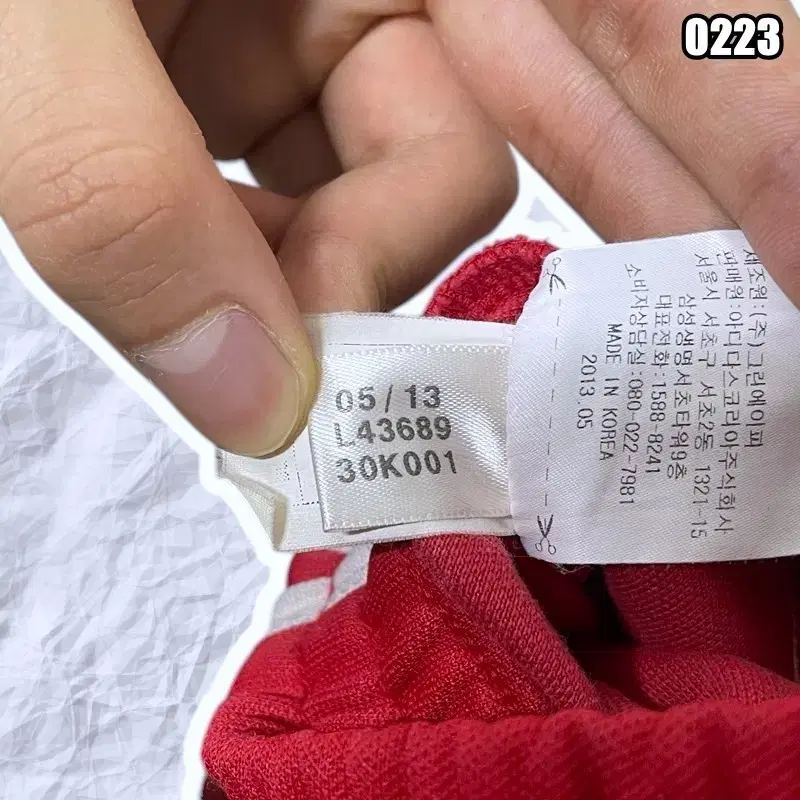 0223
05/13
L43689
30K001
제조원:(주)그린에이피
판매원:아디다스코리아주식회사
서울시 서초구 서초2동 1321-15
삼성생명서초타워9층
대표전화:1588-8241
소비자상담실:080-022-7981
MADE IN KOREA
2013 05